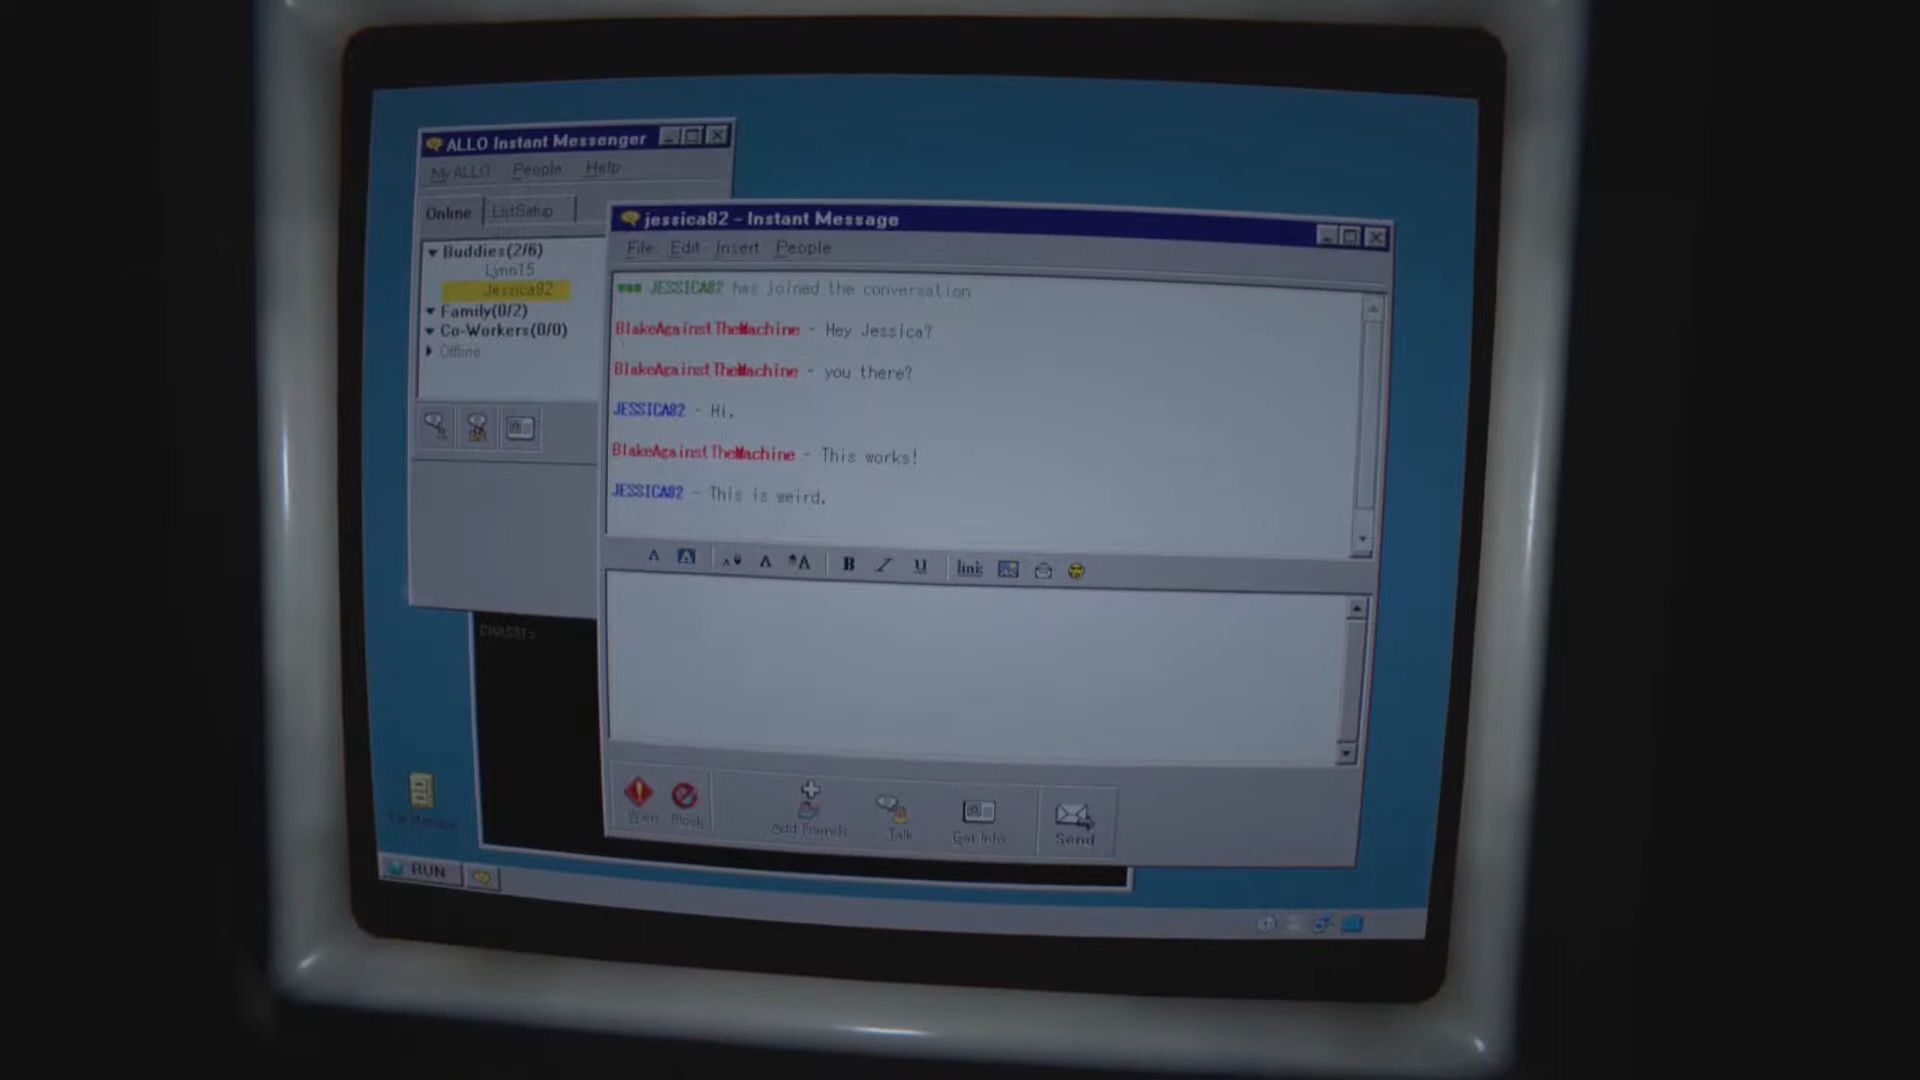 ALLO Instant Messenger
My ALLO People Help
Online ListSetup
Buddies(2/6)
Lynn15
Jessica82
Family(0/2)
Co-Workers(0/0)
Offline
jessica82 - Instant Message
File Edit Insert People
*** JESSICA82 has joined the conversation
BlakeAgainstTheMachine - Hey Jessica?
BlakeAgainstTheMachine - you there?
JESSICA82 - Hi.
BlakeAgainstTheMachine - This works!
JESSICA82 - This is weird.
A A A A A B I U link
Warn Block Add Friends Talk Get Info Send
RUN